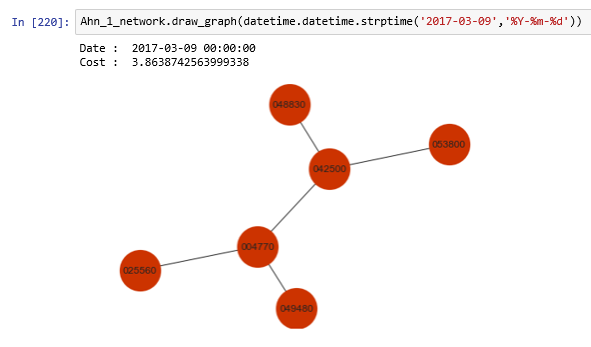 In [220]: Ahn_1_network.draw_graph(datetime.datetime.strptime('2017-03-09','%Y-%m-%d'))
Date :  2017-03-09 00:00:00
Cost :  3.8638742563999338
048830
053800
042500
004770
025560
049480